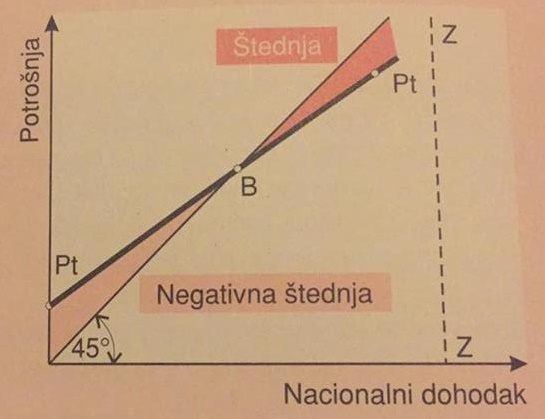 Potrošnja
Štednja
Z
Pt
B
Pt
Negativna štednja
45°
Z
Nacionalni dohodak